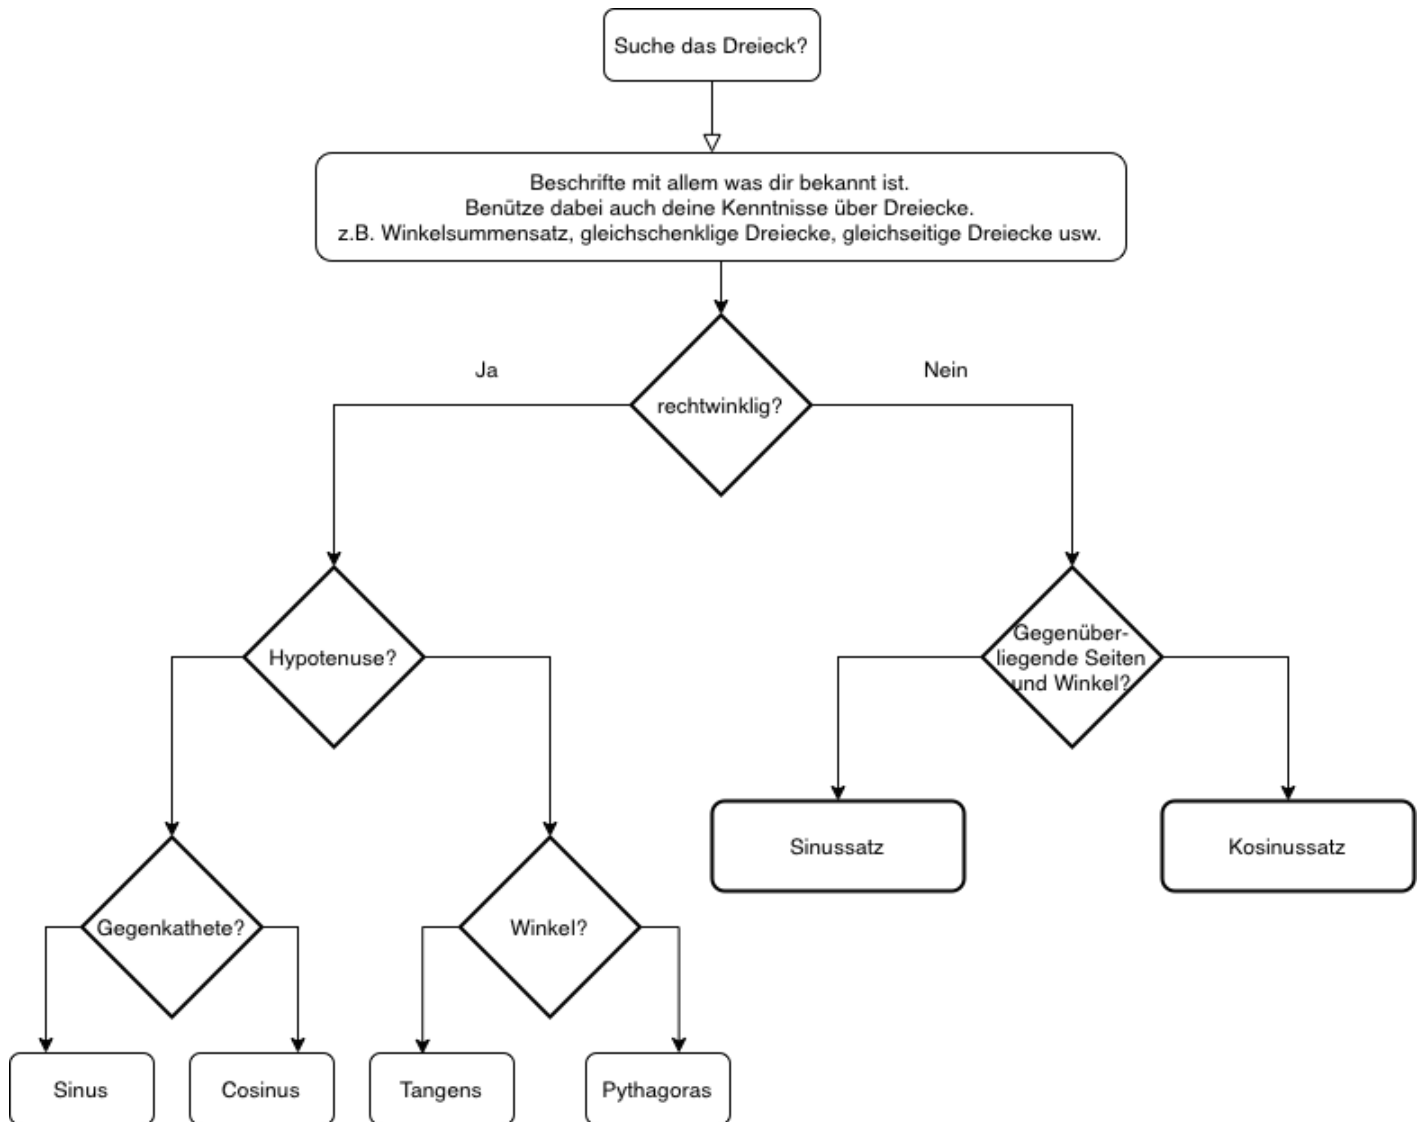 Suche das Dreieck?
Beschrifte mit allem was dir bekannt ist.
Benütze dabei auch deine Kenntnisse über Dreiecke.
z.B. Winkelsummensatz, gleichschenklige Dreiecke, gleichseitige Dreiecke usw.
Ja
Nein
rechtwinklig?
Hypotenuse?
Gegenüber-
liegende Seiten
und Winkel?
Sinussatz
Kosinussatz
Gegenkathete?
Winkel?
Sinus
Cosinus
Tangens
Pythagoras